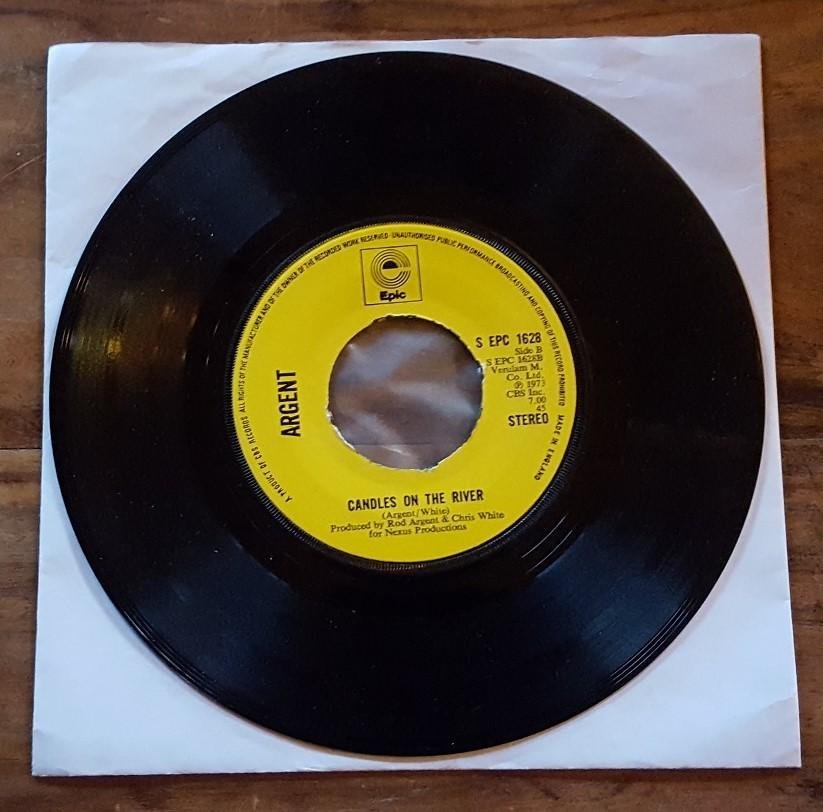 A PRODUCT OF CBS RECORDS ALL RIGHTS OF THE MANUFACTURER AND OF THE OWNER OF THE RECORDED WORK RESERVED · UNAUTHORISED PUBLIC PERFORMANCE BROADCASTING AND COPYING OF THIS RECORD PROHIBITED MADE IN ENGLAND
Epic
S EPC 1628
Side B
S EPC 1628B
Verulam M.
Co. Ltd.
℗ 1973
CBS Inc.
7.00
45
STEREO
ARGENT
CANDLES ON THE RIVER
(Argent/White)
Produced by Rod Argent & Chris White
for Nexus Productions